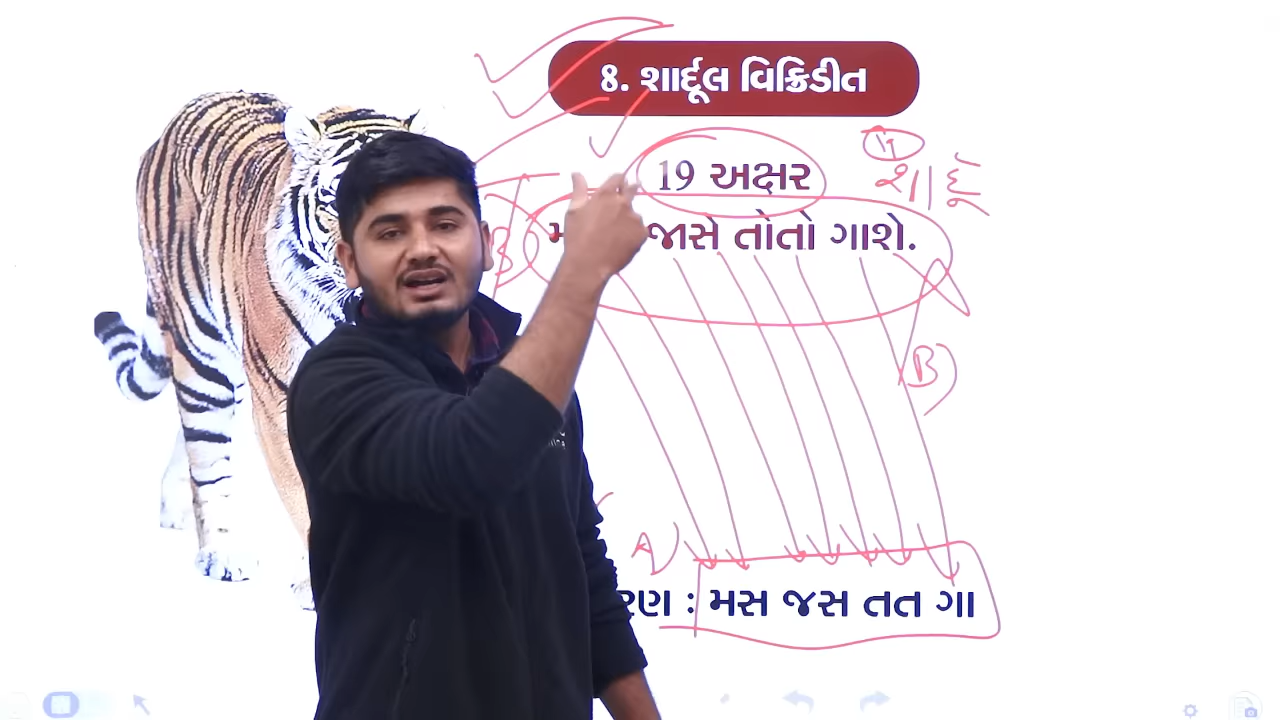 8. શાર્દૂલ વિક્રિડીત
19 અક્ષર
જાસે તોતો ગાશે.
B
B)
A)
મસ જસ તત ગા